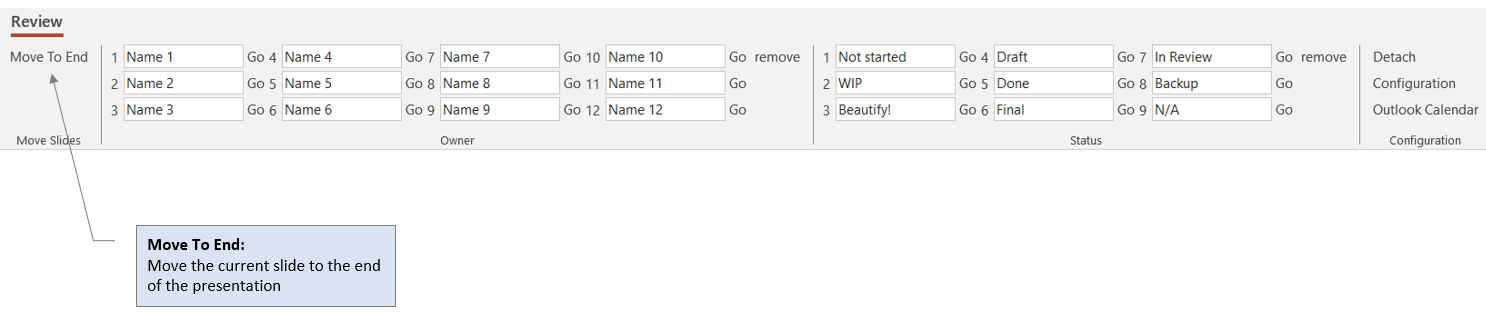 Review
Move To End 1 Name 1 Go 4 Name 4 Go 7 Name 7 Go 10 Name 10 Go remove 1 Not started Go 4 Draft Go 7 In Review Go remove Detach
2 Name 2 Go 5 Name 5 Go 8 Name 8 Go 11 Name 11 Go 2 WIP Go 5 Done Go 8 Backup Go Configuration
3 Name 3 Go 6 Name 6 Go 9 Name 9 Go 12 Name 12 Go 3 Beautify! Go 6 Final Go 9 N/A Go Outlook Calendar
Move Slides Owner Status Configuration
Move To End:
Move the current slide to the end
of the presentation